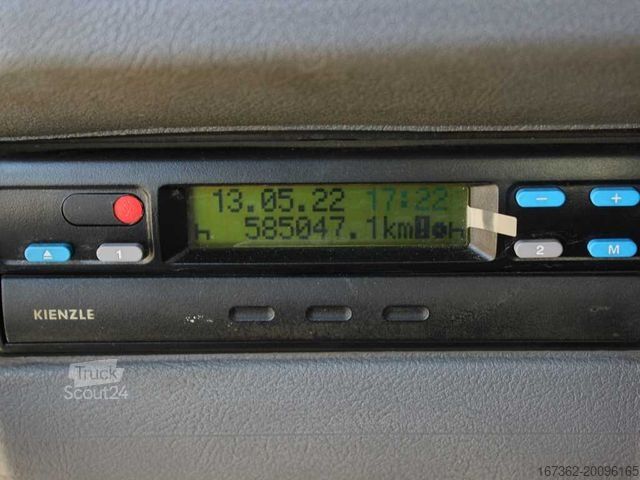 13.05.22 17:22
585047.1km
1
2
M
KIENZLE
Truck
Scout24
167362-20096165